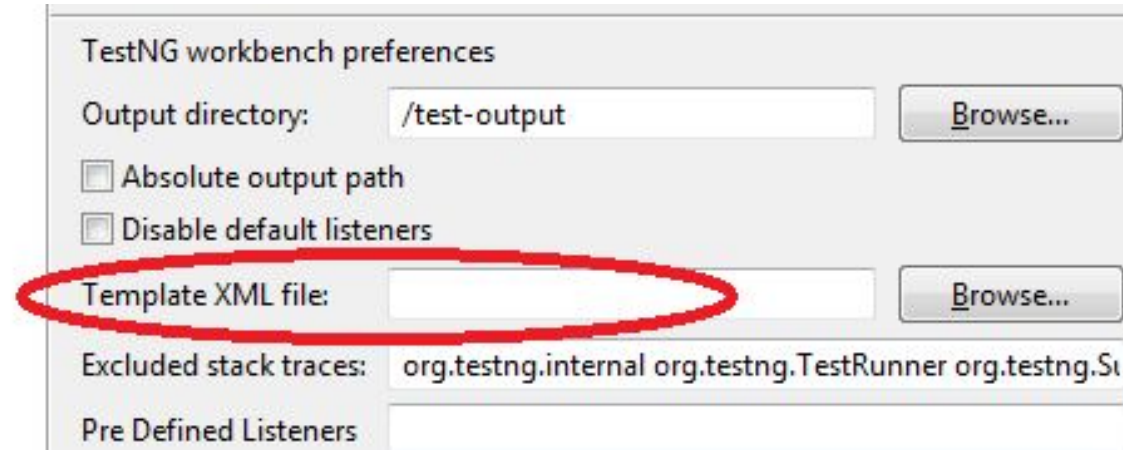 TestNG workbench preferences
Output directory: /test-output Browse...
Absolute output path
Disable default listeners
Template XML file: Browse...
Excluded stack traces: org.testng.internal org.testng.TestRunner org.testng.
Pre Defined Listeners